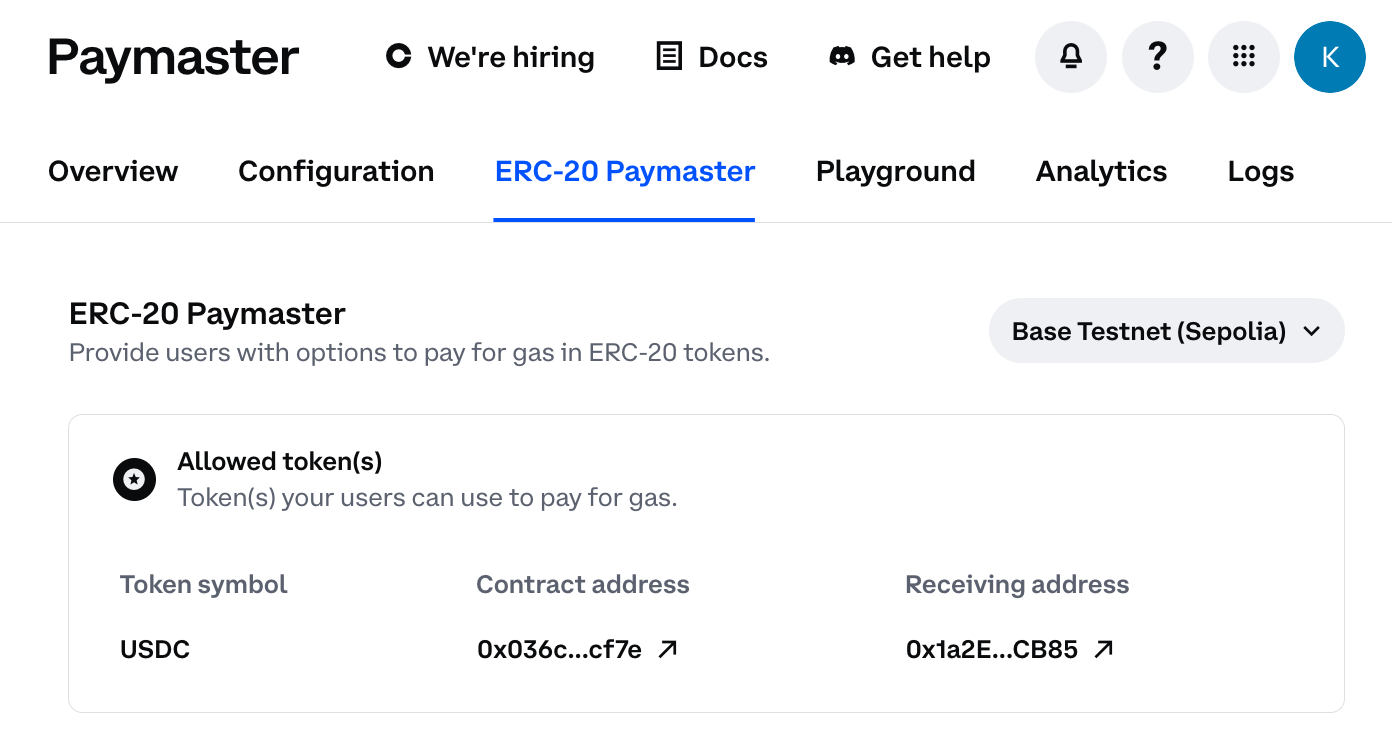 Paymaster We're hiring Docs Get help ? K
Overview Configuration ERC-20 Paymaster Playground Analytics Logs
ERC-20 Paymaster
Provide users with options to pay for gas in ERC-20 tokens.
Base Testnet (Sepolia)
Allowed token(s)
Token(s) your users can use to pay for gas.
Token symbol Contract address Receiving address
USDC 0x036c...cf7e 0x1a2E...CB85